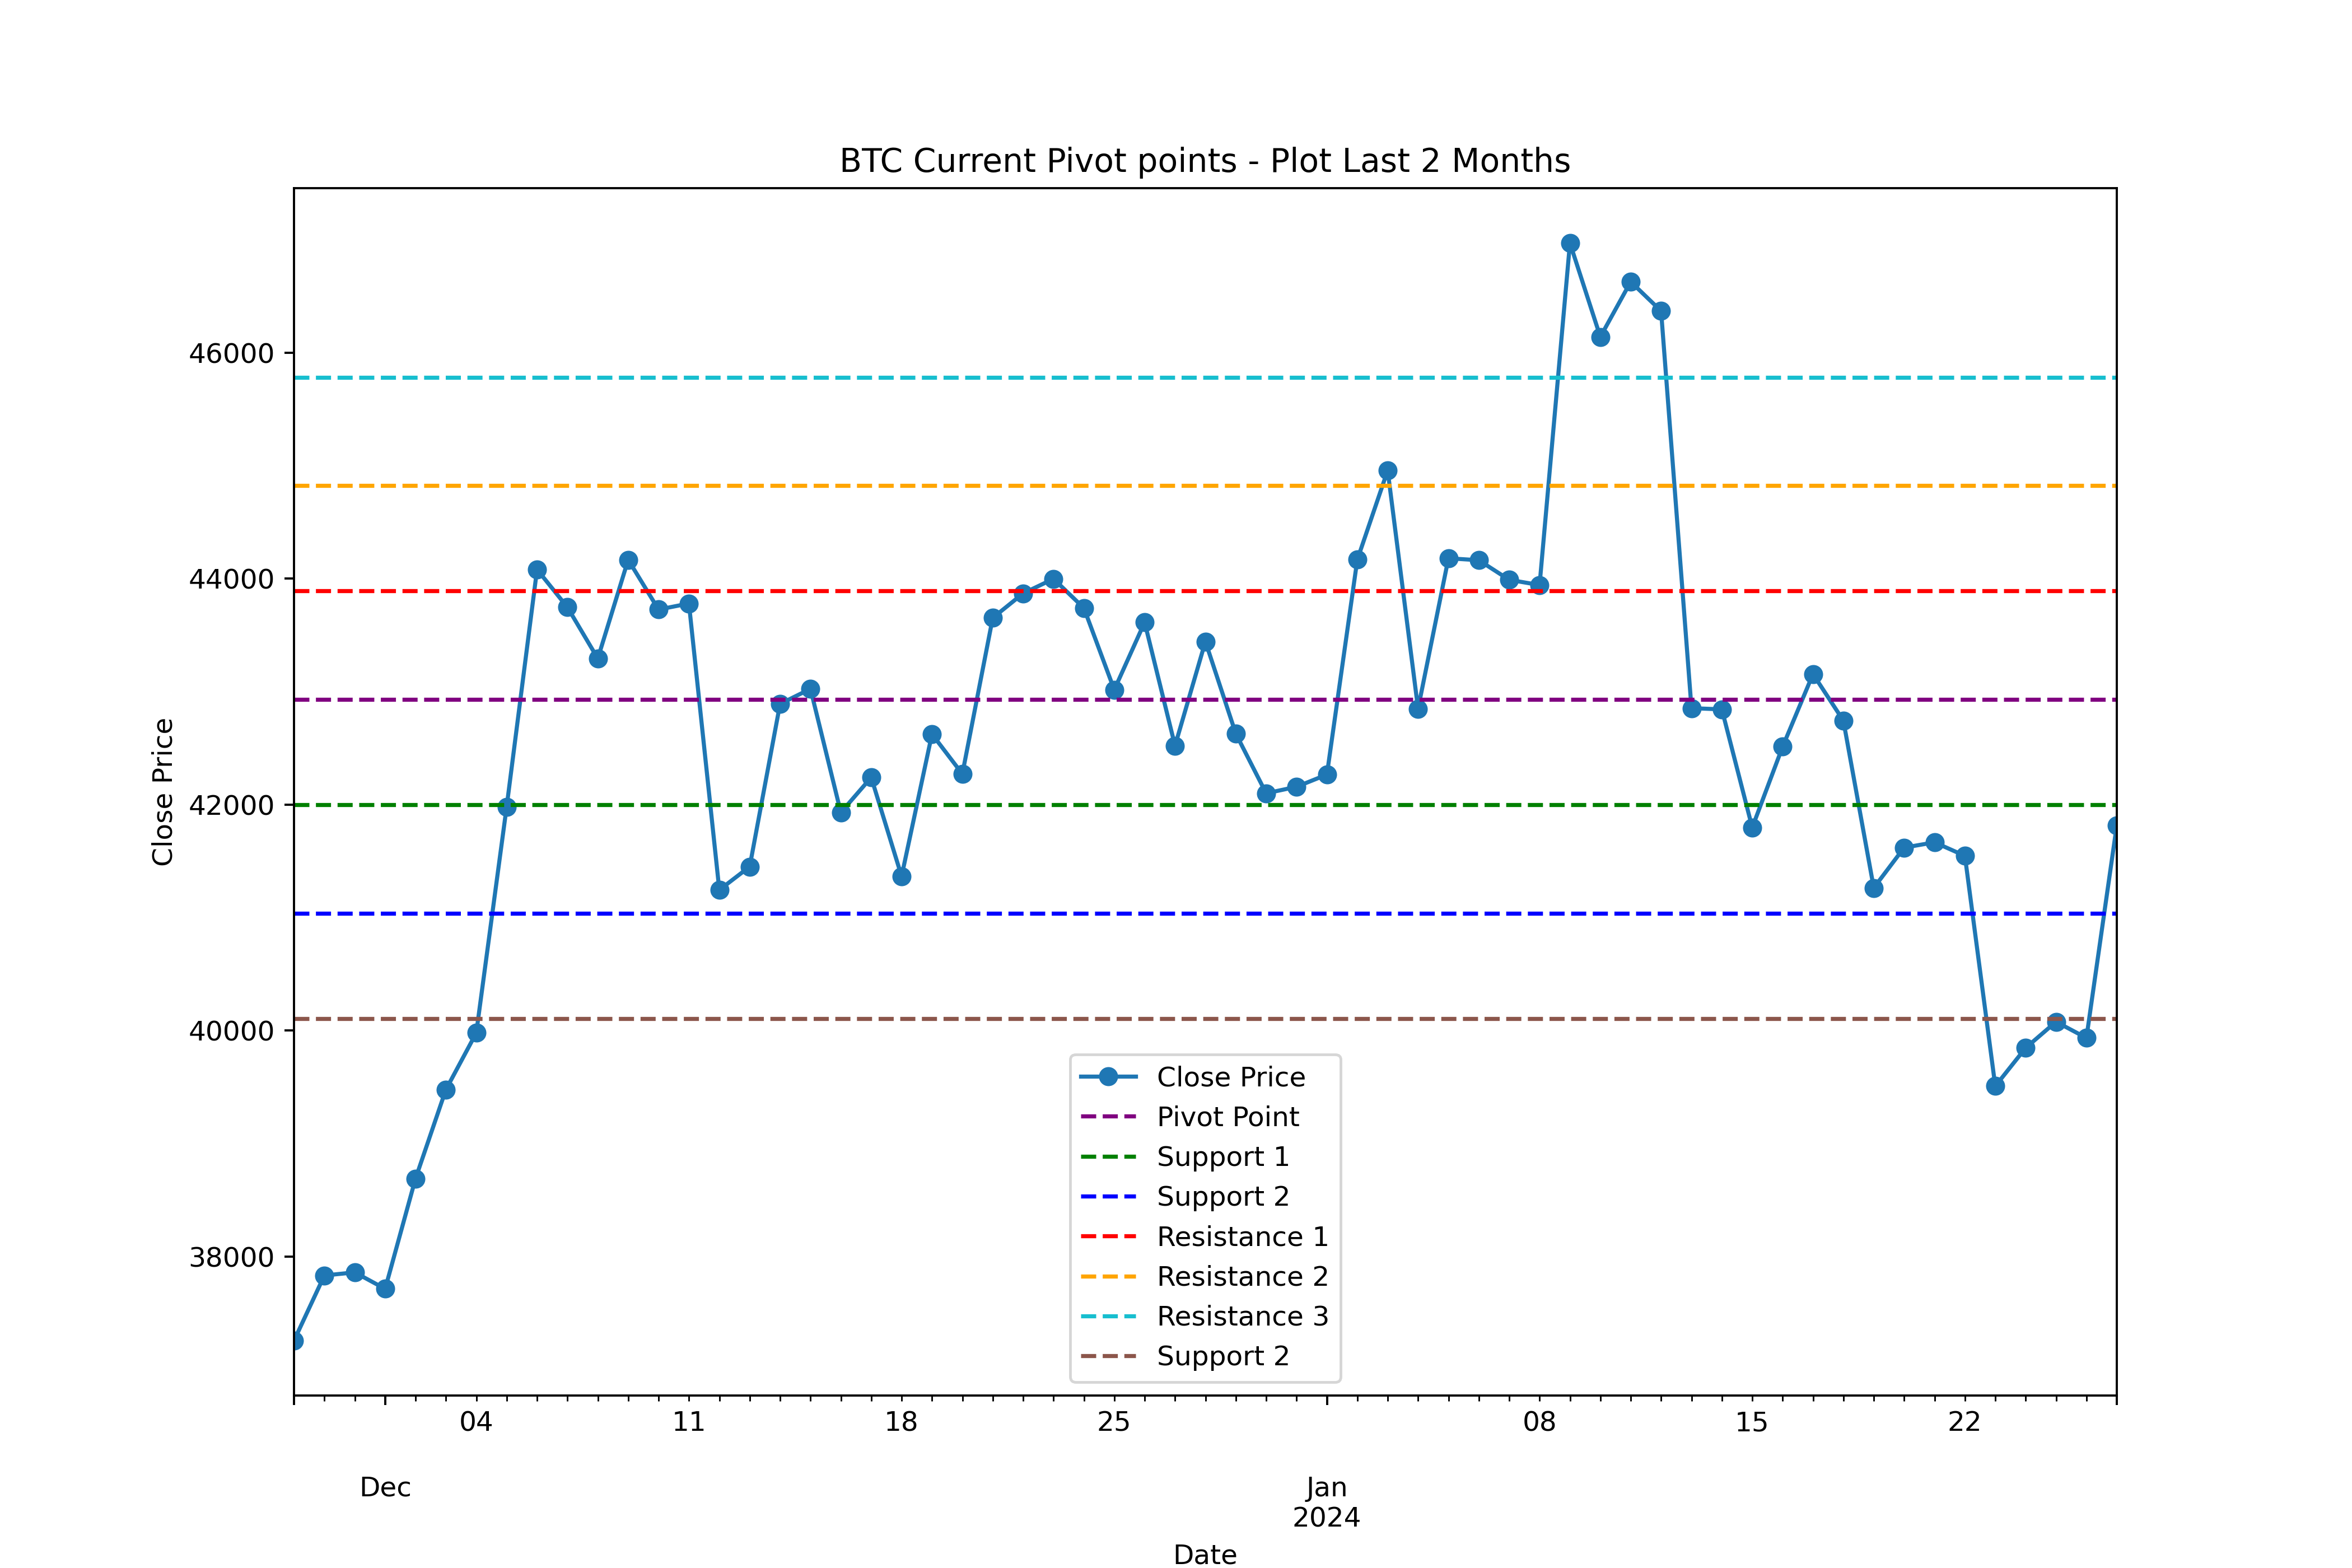 BTC Current Pivot points - Plot Last 2 Months
46000
44000
42000
40000
38000
Close Price
Close Price
Pivot Point
Support 1
Support 2
Resistance 1
Resistance 2
Resistance 3
Support 2
04
11
18
25
08
15
22
Dec
Jan
2024
Date